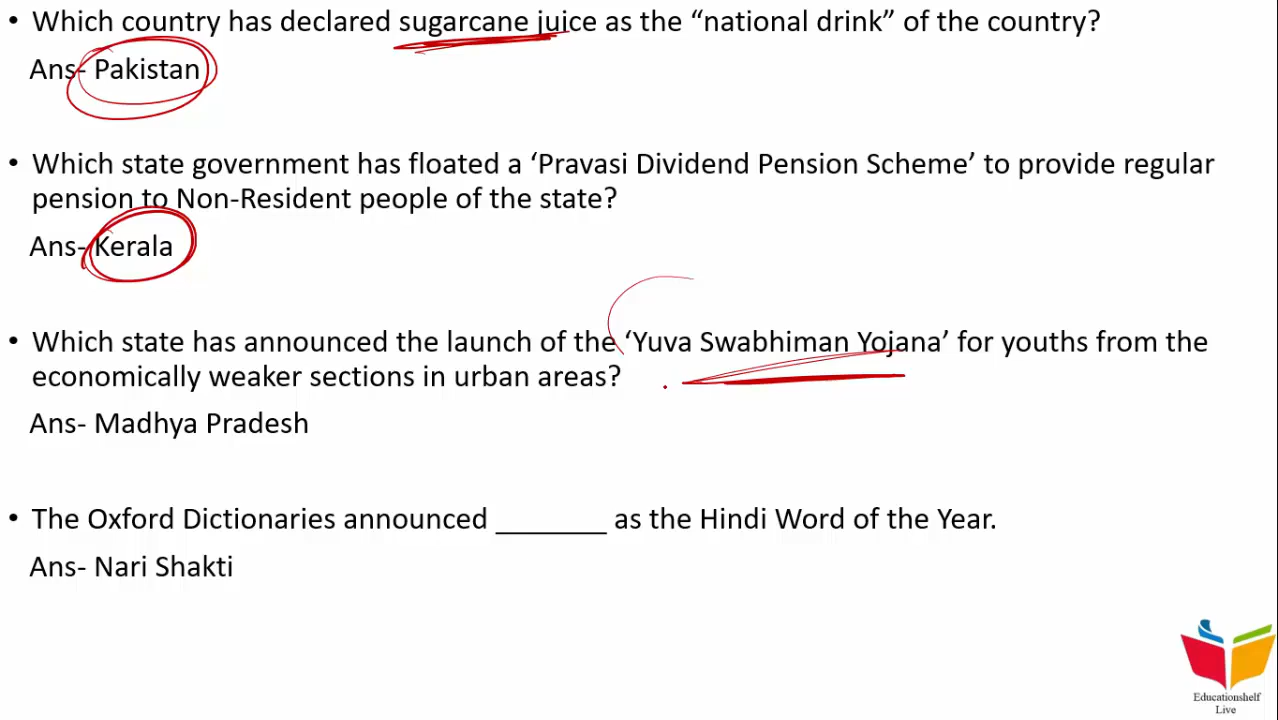 • Which country has declared sugarcane juice as the “national drink” of the country?
Ans- Pakistan
• Which state government has floated a ‘Pravasi Dividend Pension Scheme’ to provide regular
pension to Non-Resident people of the state?
Ans- Kerala
• Which state has announced the launch of the ‘Yuva Swabhiman Yojana’ for youths from the
economically weaker sections in urban areas?
Ans- Madhya Pradesh
• The Oxford Dictionaries announced _______ as the Hindi Word of the Year.
Ans- Nari Shakti
Educationshelf
Live